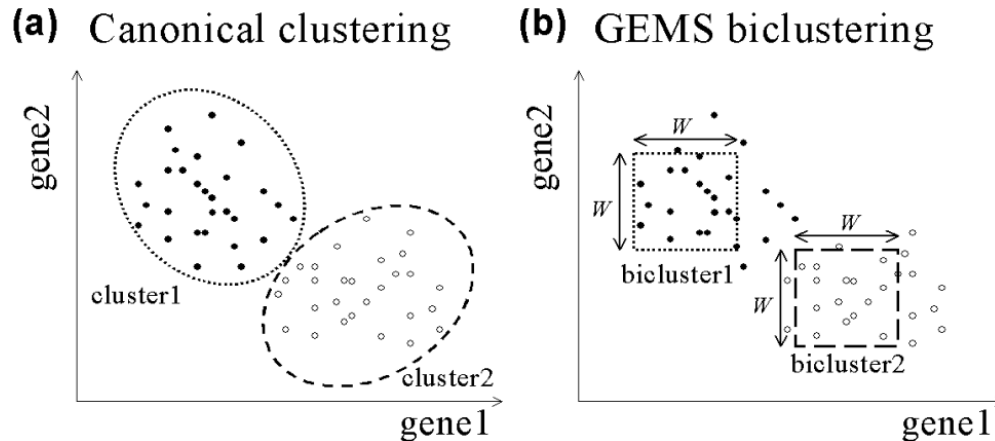 (a) Canonical clustering
gene2
cluster1
cluster2
gene1
(b) GEMS biclustering
gene2
W
W
bicluster1
W
W
bicluster2
gene1